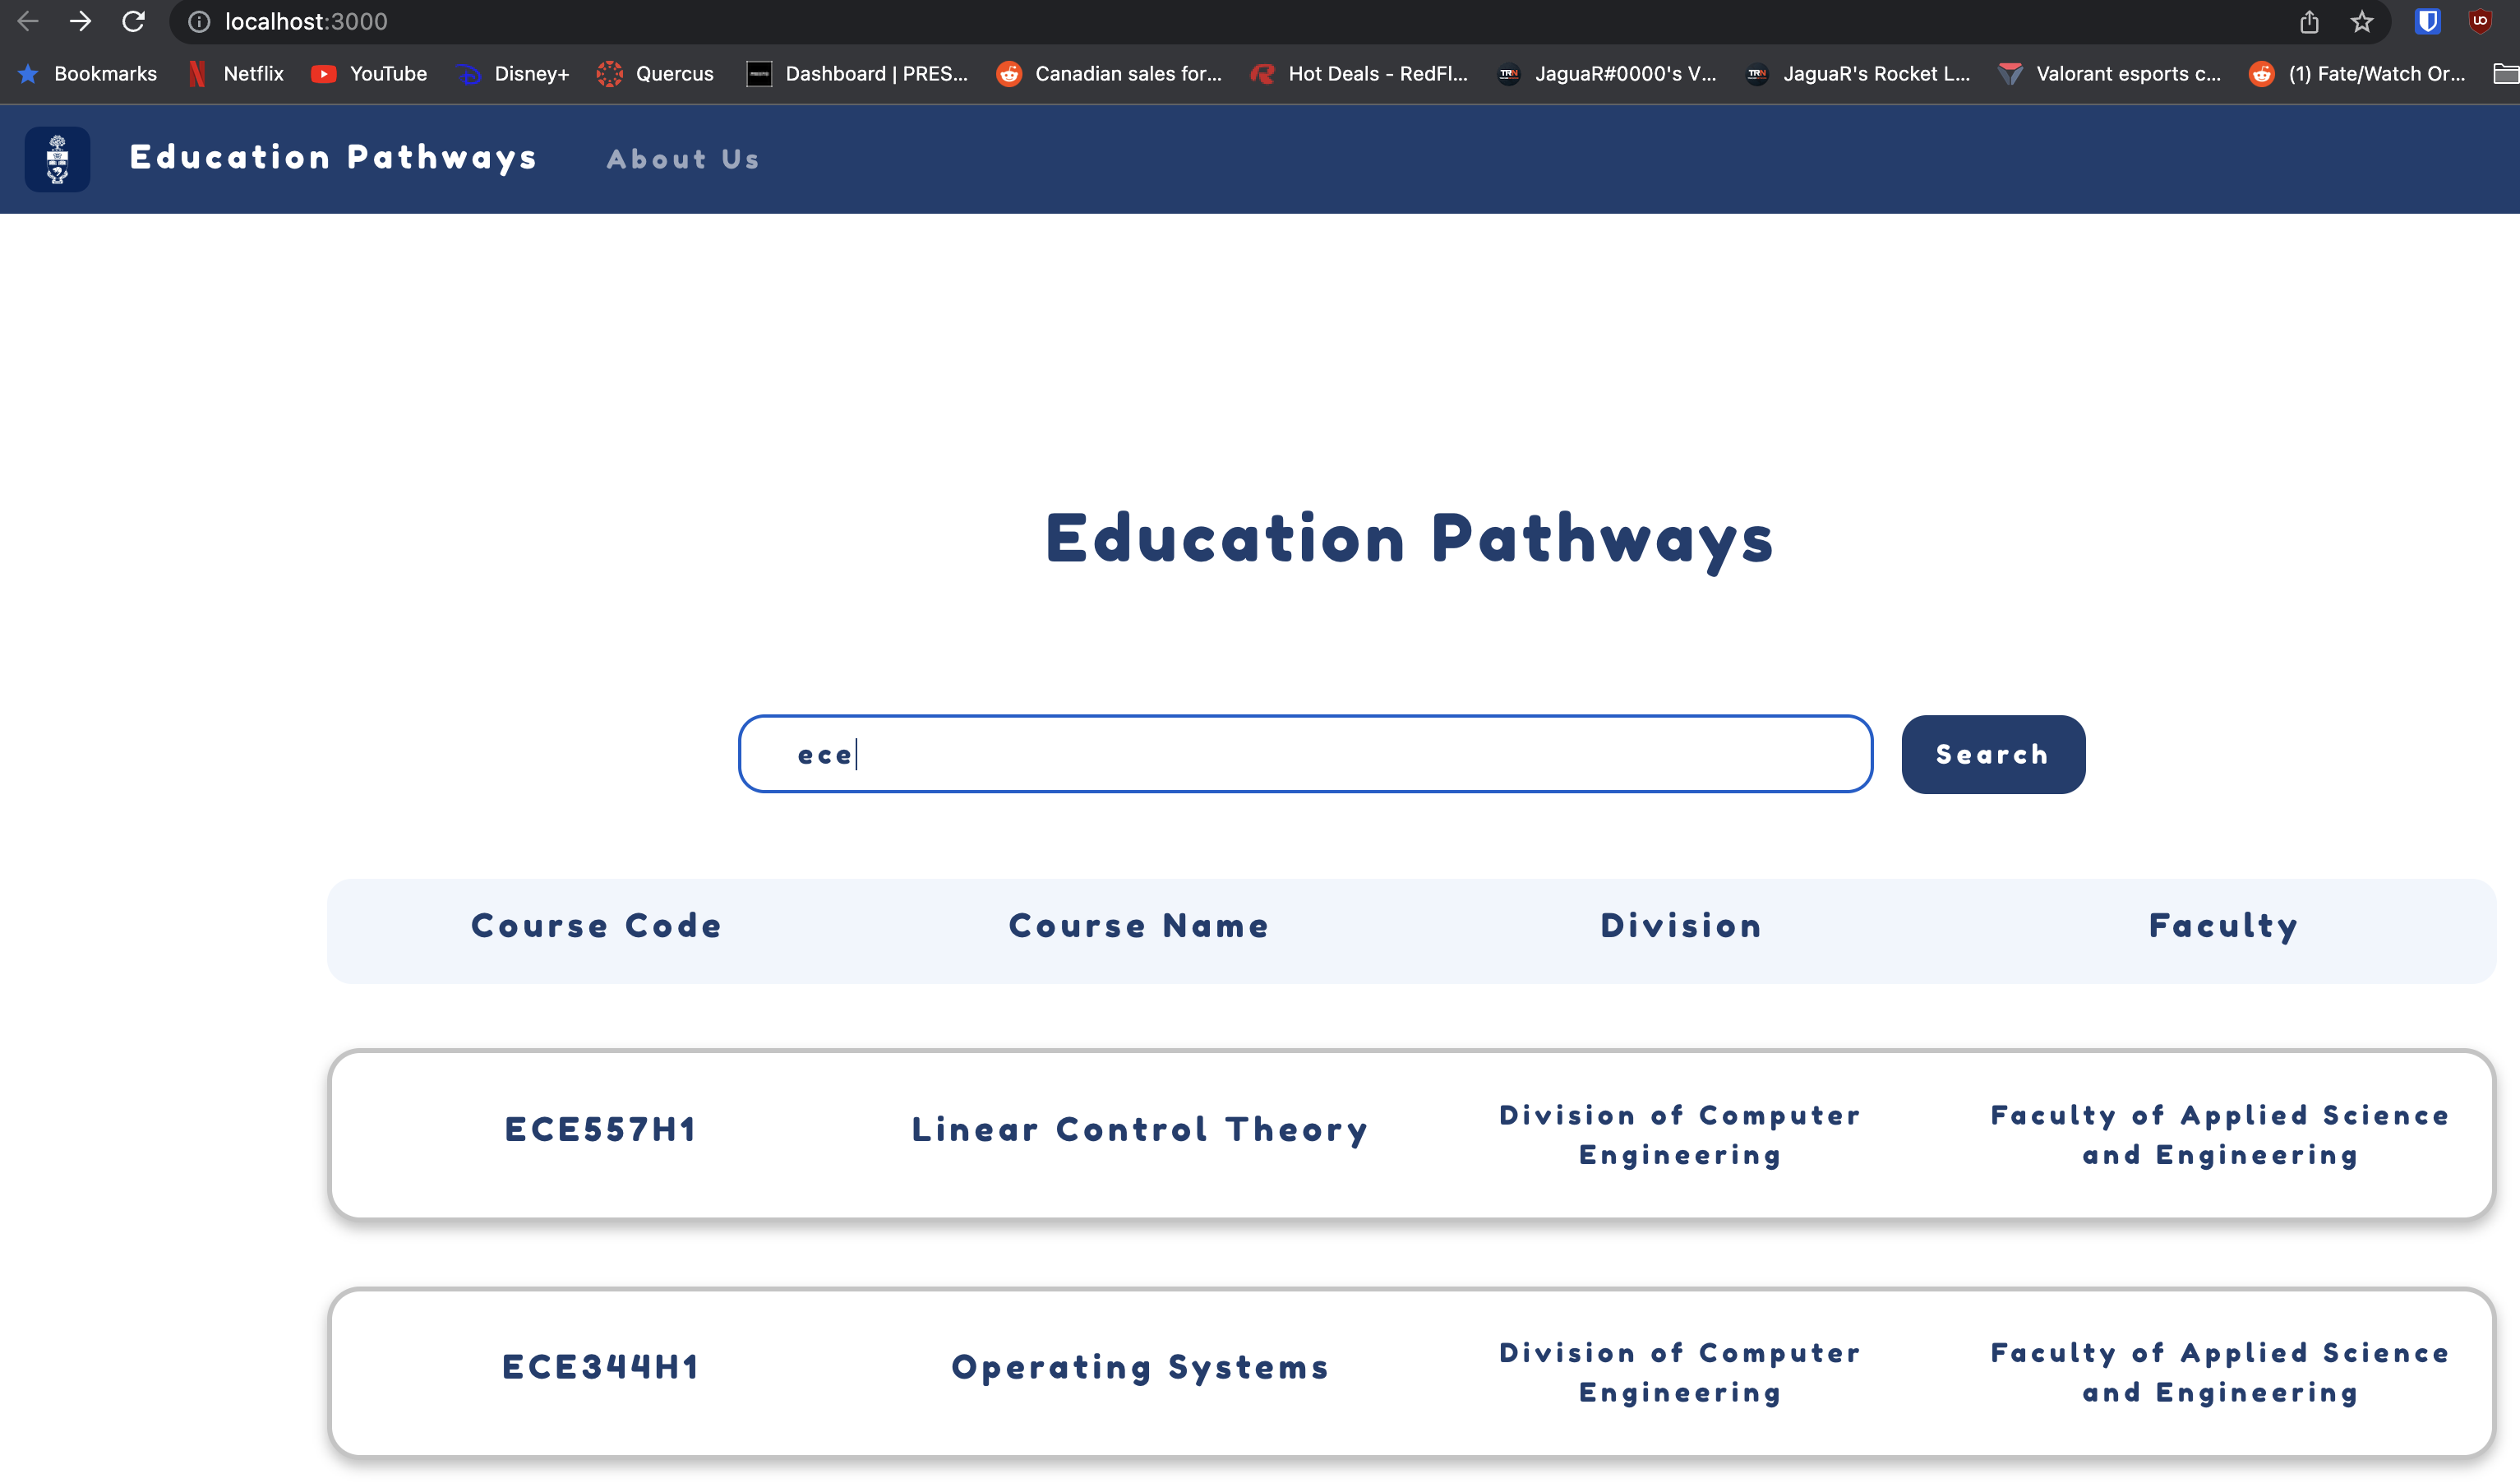 localhost:3000
Bookmarks Netflix YouTube Disney+ Quercus Dashboard | PRES... Canadian sales for... Hot Deals - RedFl... JaguaR#0000's V... JaguaR's Rocket L... Valorant esports c... (1) Fate/Watch Or...
Education Pathways About Us
Education Pathways
ece Search
Course Code Course Name Division Faculty
ECE557H1 Linear Control Theory Division of Computer Engineering Faculty of Applied Science and Engineering
ECE344H1 Operating Systems Division of Computer Engineering Faculty of Applied Science and Engineering